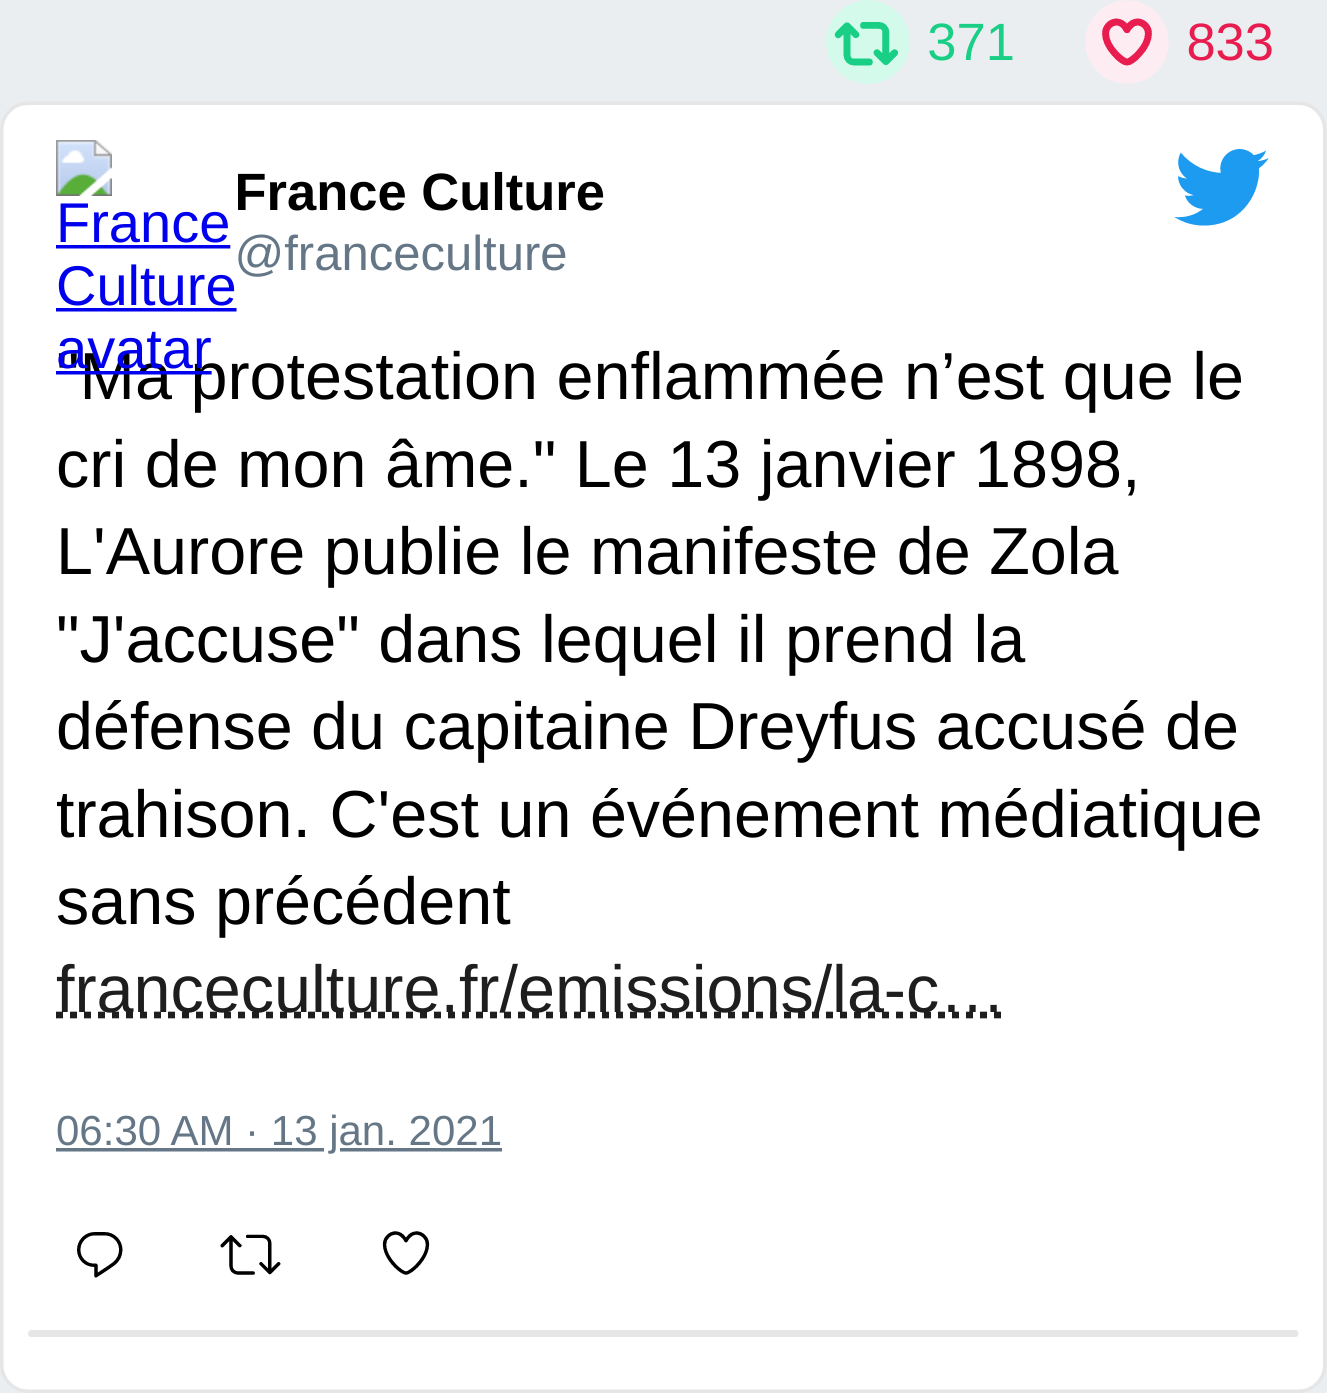 371 833
France Culture avatar
France Culture
@franceculture
"Ma protestation enflammée n’est que le
cri de mon âme." Le 13 janvier 1898,
L'Aurore publie le manifeste de Zola
"J'accuse" dans lequel il prend la
défense du capitaine Dreyfus accusé de
trahison. C'est un événement médiatique
sans précédent
franceculture.fr/emissions/la-c…
06:30 AM · 13 jan. 2021